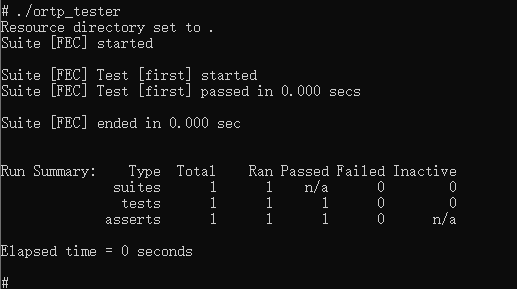 # ./ortp_tester
Resource directory set to .
Suite [FEC] started
Suite [FEC] Test [first] started
Suite [FEC] Test [first] passed in 0.000 secs
Suite [FEC] ended in 0.000 sec
Run Summary:    Type  Total    Ran Passed Failed Inactive
              suites      1      1    n/a      0        0
               tests      1      1      1      0        0
             asserts      1      1      1      0      n/a
Elapsed time = 0 seconds
#